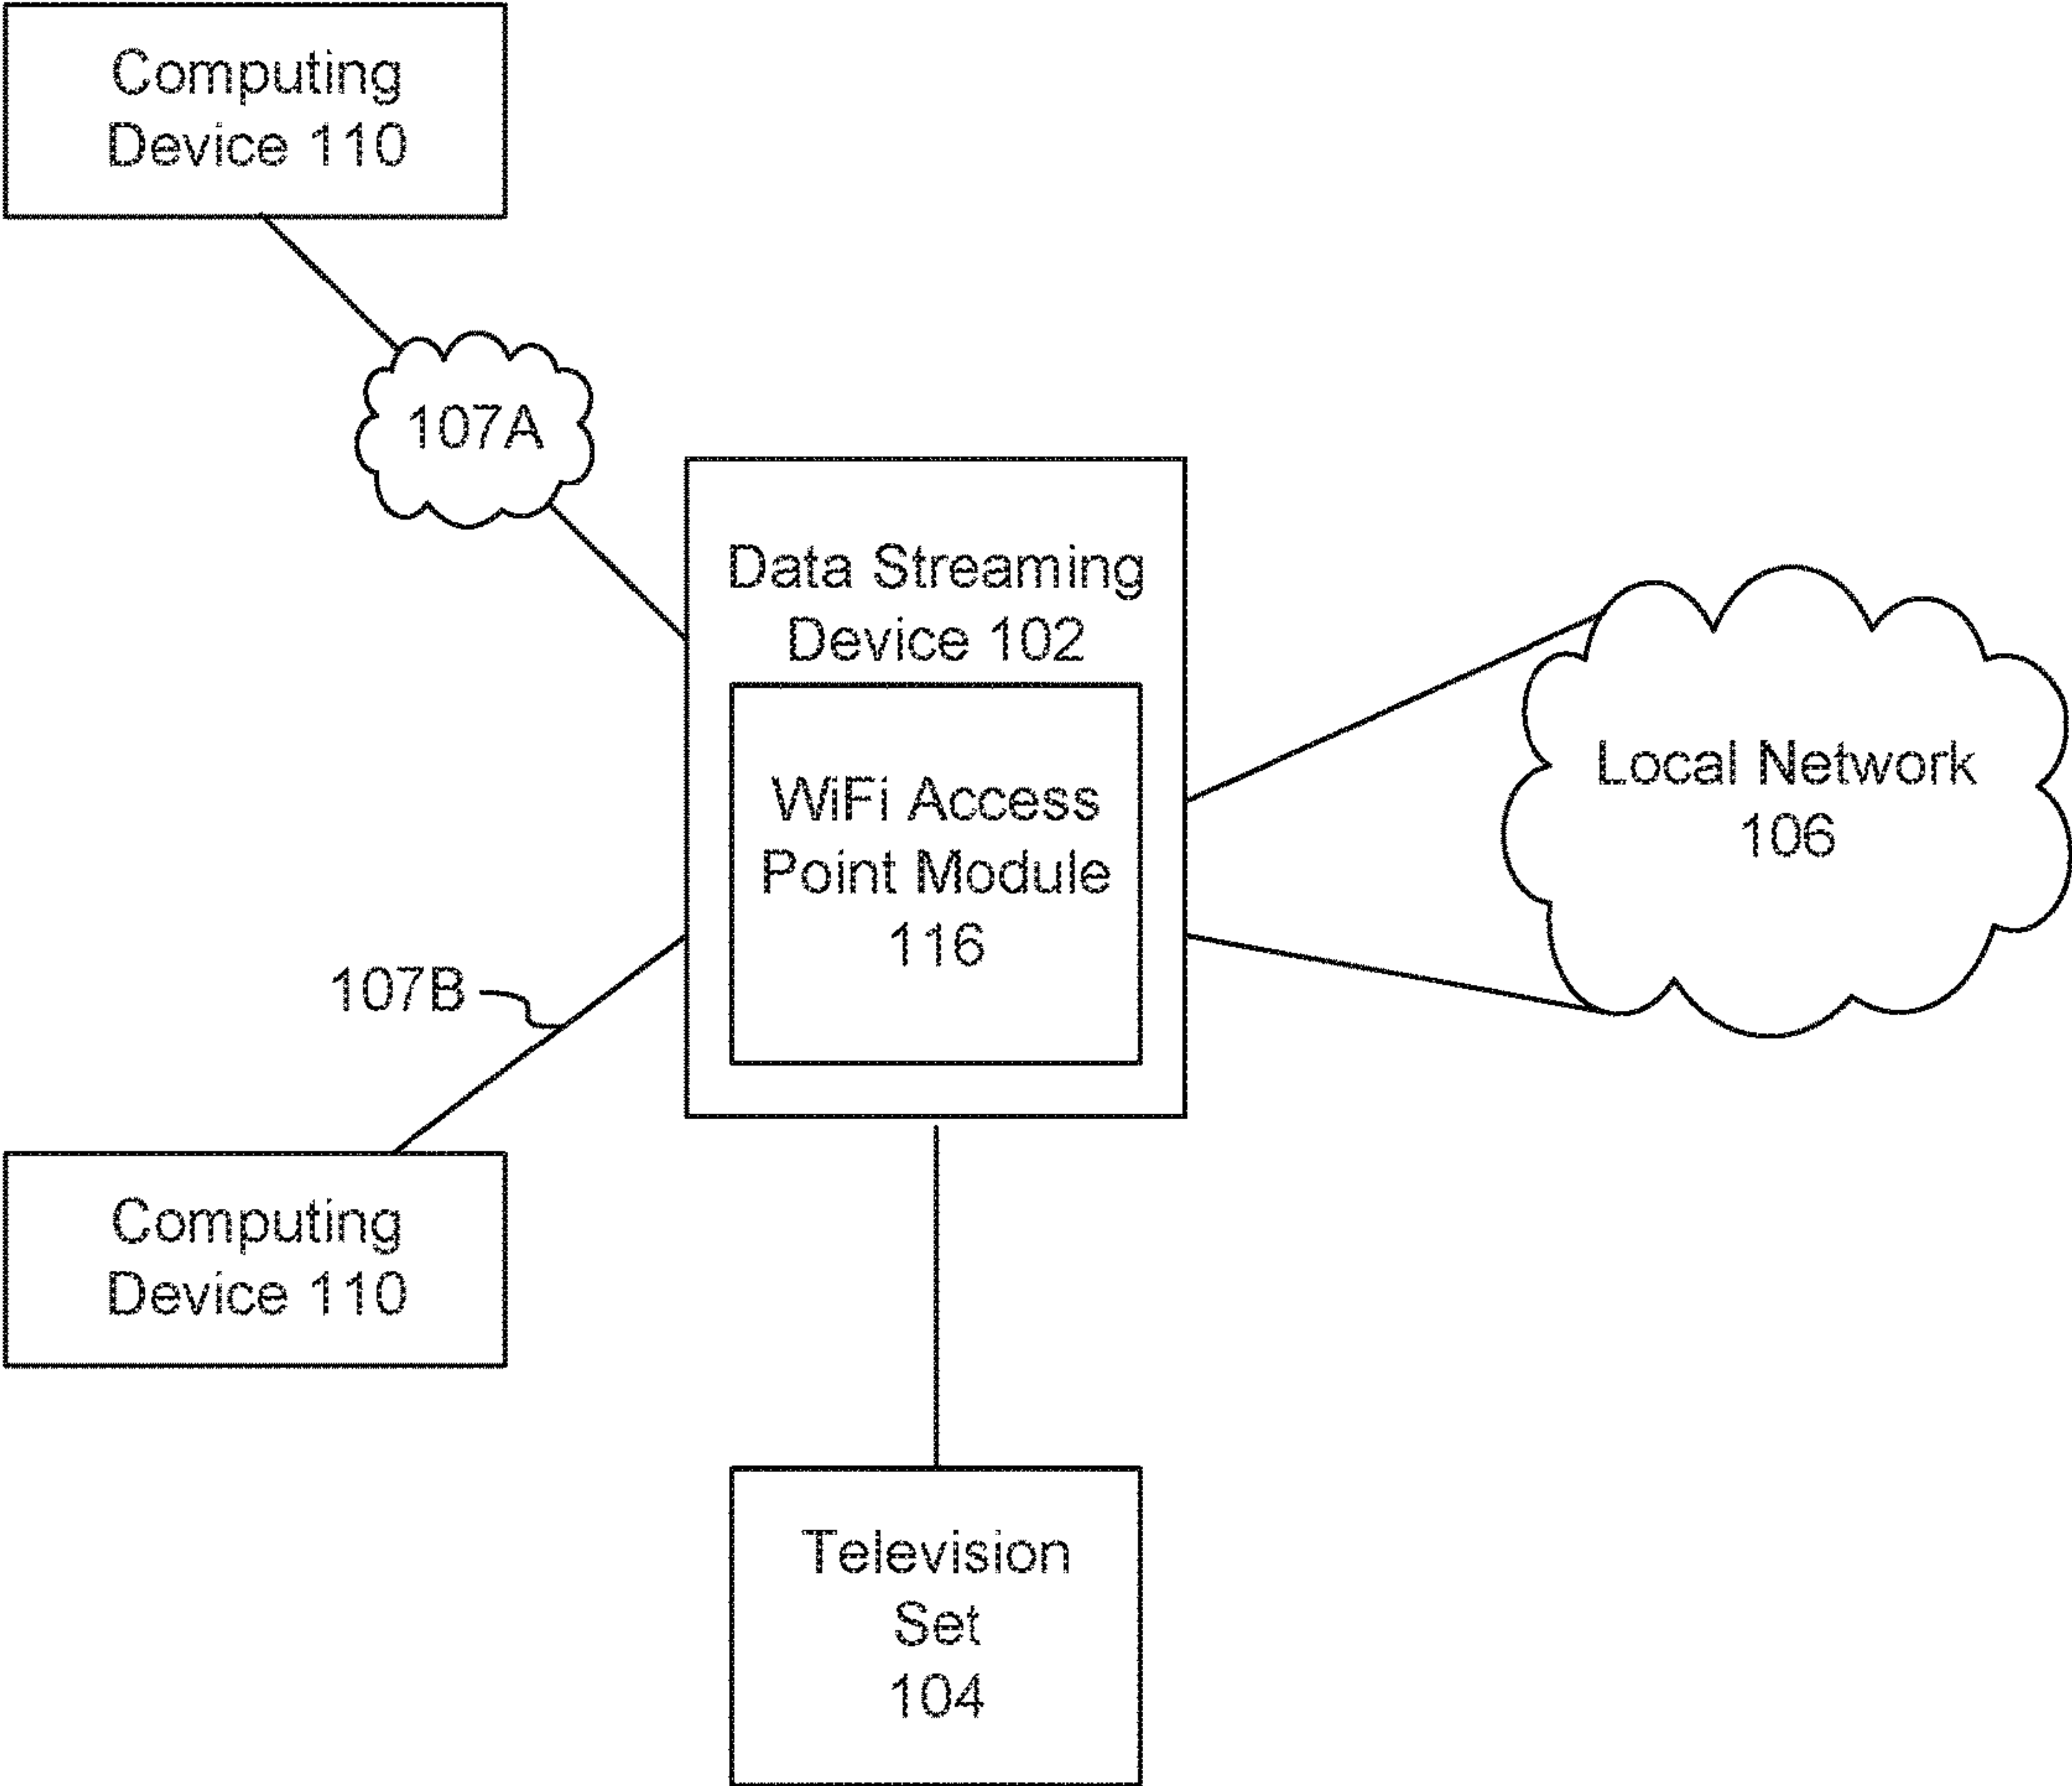 Computing
Device 110
107A
Data Streaming
Device 102
WiFi Access
Point Module
116
Local Network
106
107B
Computing
Device 110
Television
Set
104